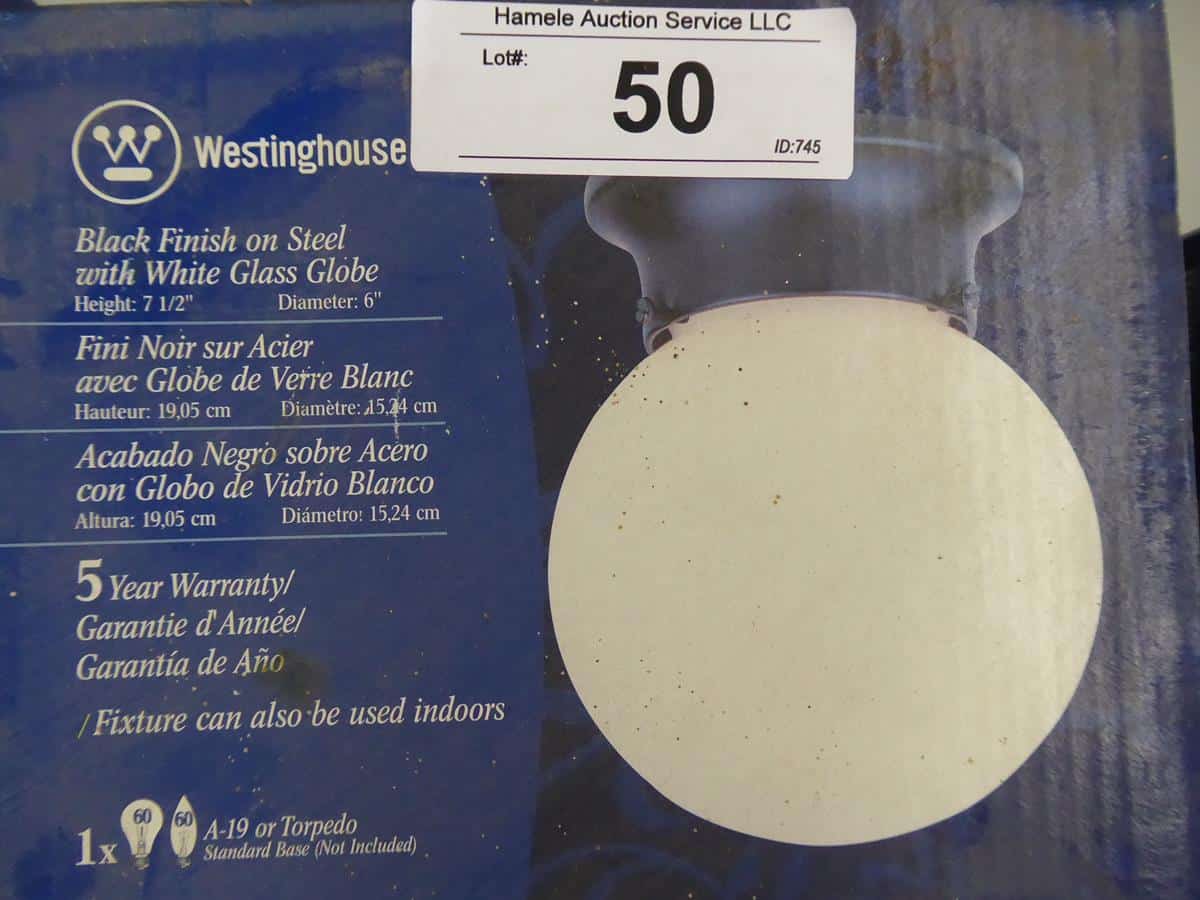 Hamele Auction Service LLC
Lot#:
50
ID:745
Westinghouse
Black Finish on Steel
with White Glass Globe
Height: 7 1/2" Diameter: 6"
Fini Noir sur Acier
avec Globe de Verre Blanc
Hauteur: 19,05 cm Diamètre: 15,24 cm
Acabado Negro sobre Acero
con Globo de Vidrio Blanco
Altura: 19,05 cm Diámetro: 15,24 cm
5 Year Warranty/
Garantie d'Année/
Garantía de Año
/Fixture can also be used indoors
1x 60 60 A-19 or Torpedo
Standard Base (Not Included)